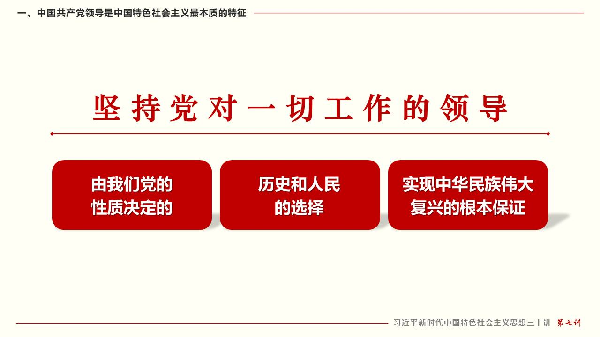 一、中国共产党领导是中国特色社会主义最本质的特征
坚持党对一切工作的领导
由我们党的
性质决定的
历史和人民
的选择
实现中华民族伟大
复兴的根本保证
习近平新时代中国特色社会主义思想三十讲 第七讲